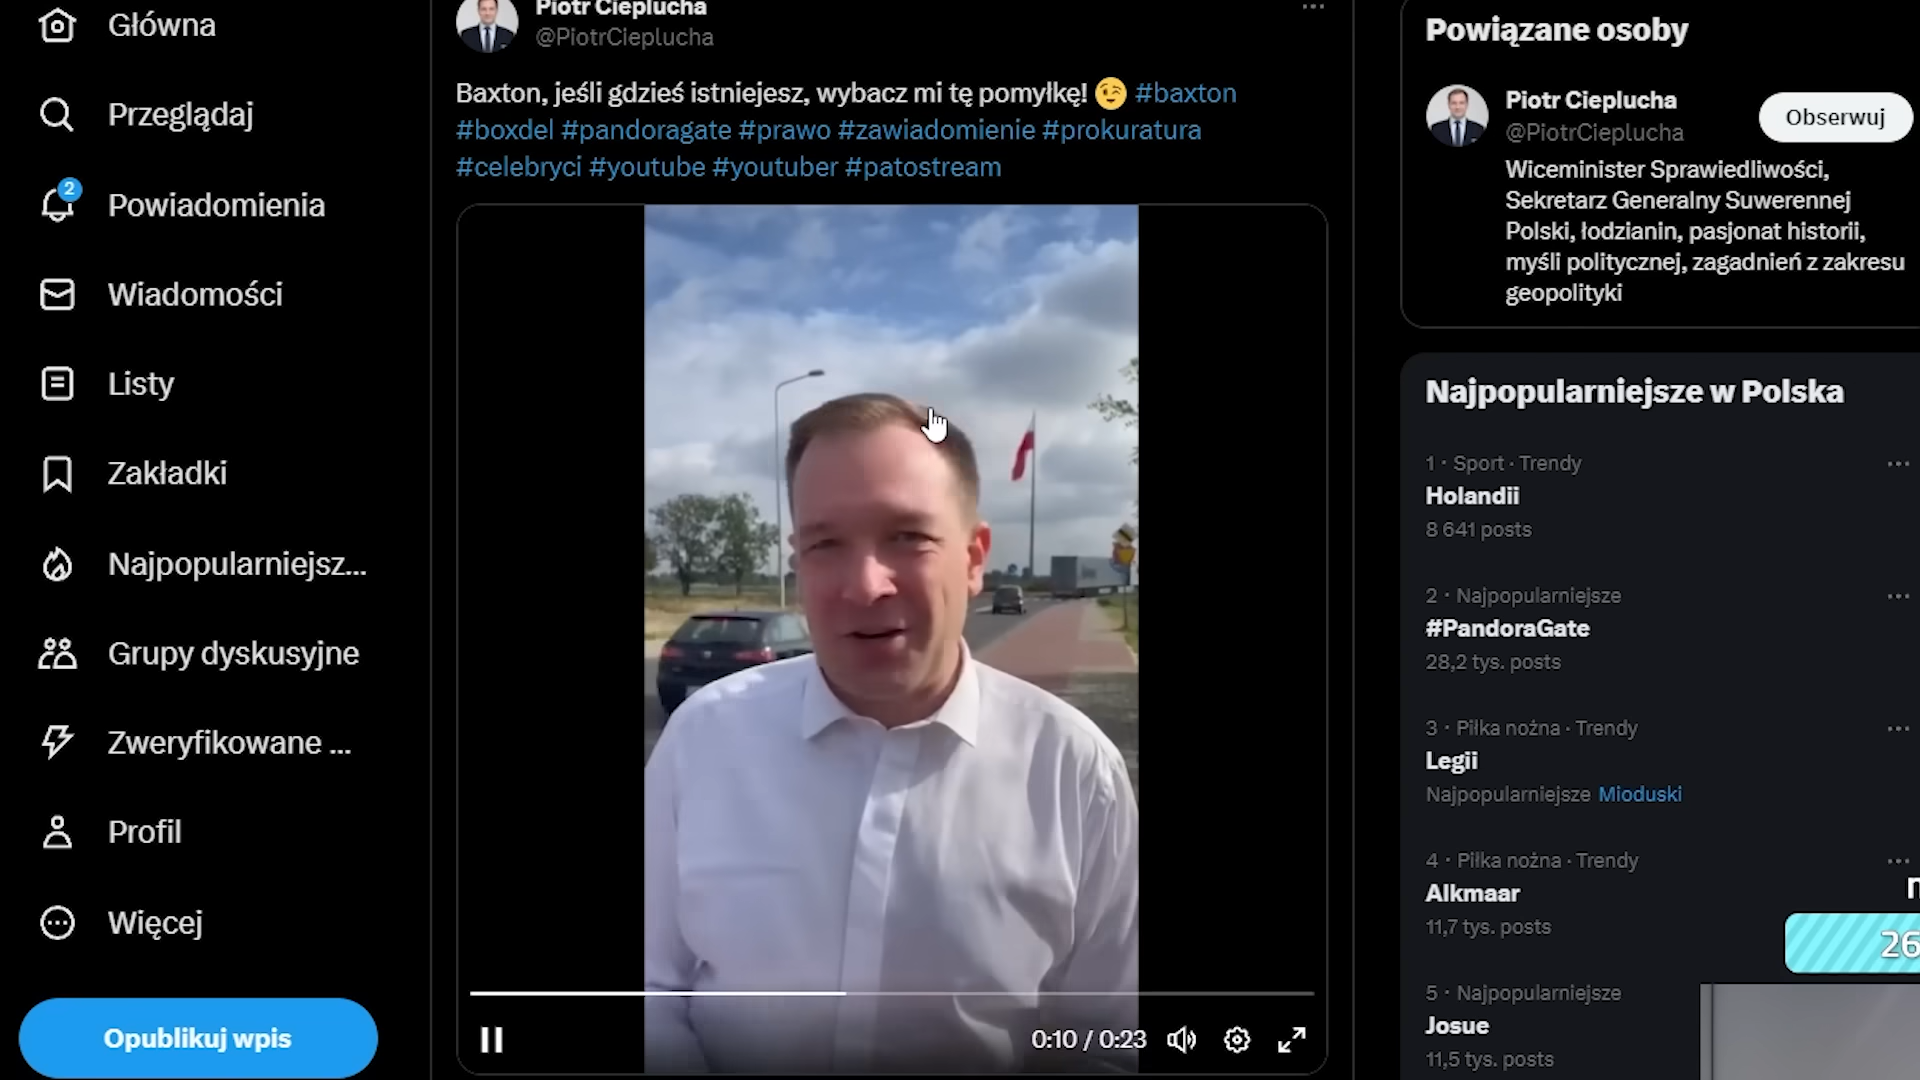 Główna
Przeglądaj
2
Powiadomienia
Wiadomości
Listy
Zakładki
Najpopularniejsz...
Grupy dyskusyjne
Zweryfikowane ...
Profil
Więcej
Opublikuj wpis
Piotr Cieplucha
@PiotrCieplucha
Baxton, jeśli gdzieś istniejesz, wybacz mi tę pomyłkę! 😉 #baxton
#boxdel #pandoragate #prawo #zawiadomienie #prokuratura
#celebryci #youtube #youtuber #patostream
0:10 / 0:23
Powiązane osoby
Piotr Cieplucha
@PiotrCieplucha
Obserwuj
Wiceminister Sprawiedliwości,
Sekretarz Generalny Suwerennej
Polski, łodzianin, pasjonat historii,
myśli politycznej, zagadnień z zakresu
geopolityki
Najpopularniejsze w Polska
1 · Sport · Trendy
Holandii
8 641 posts
2 · Najpopularniejsze
#PandoraGate
28,2 tys. posts
3 · Piłka nożna · Trendy
Legii
Najpopularniejsze Mioduski
4 · Piłka nożna · Trendy
Alkmaar
11,7 tys. posts
26
5 · Najpopularniejsze
Josue
11,5 tys. posts